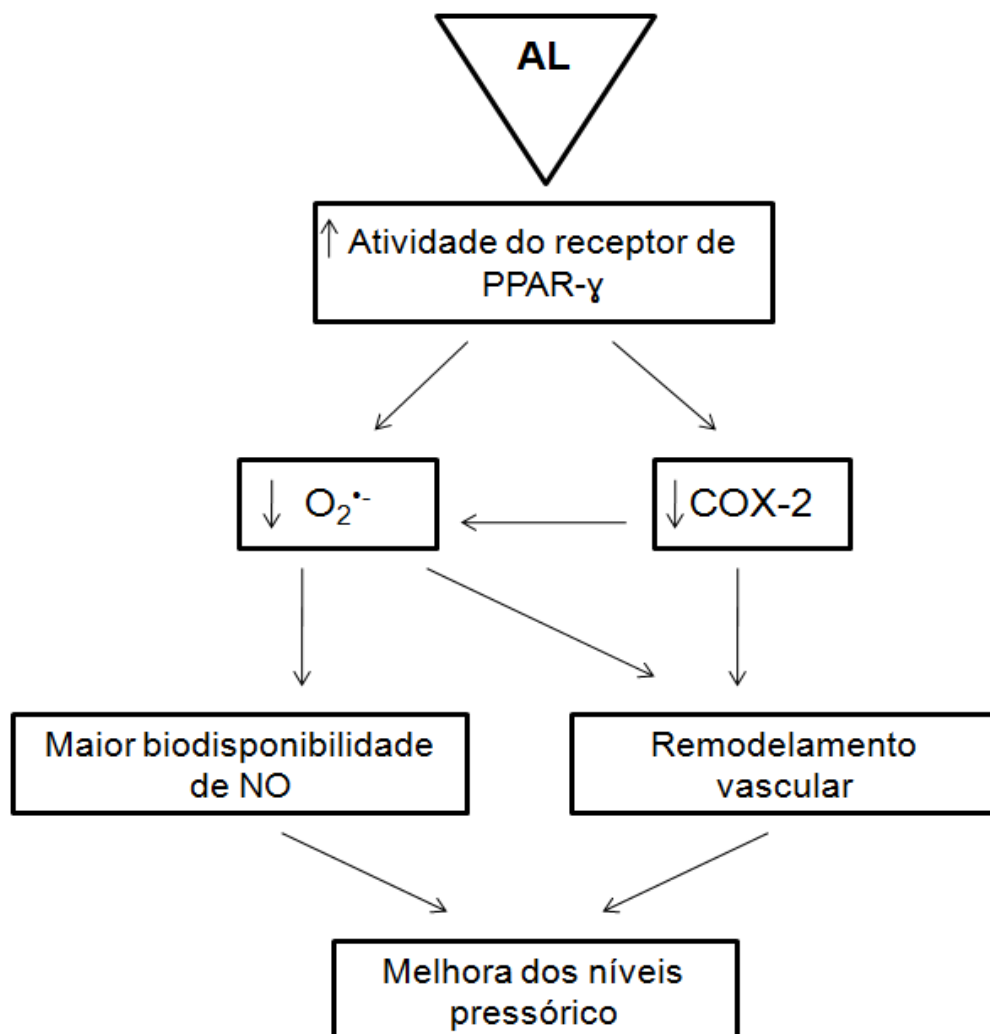 AL
↑ Atividade do receptor de
PPAR-ɣ
↓ O₂•-
↓ COX-2
Maior biodisponibilidade
de NO
Remodelamento
vascular
Melhora dos níveis
pressórico